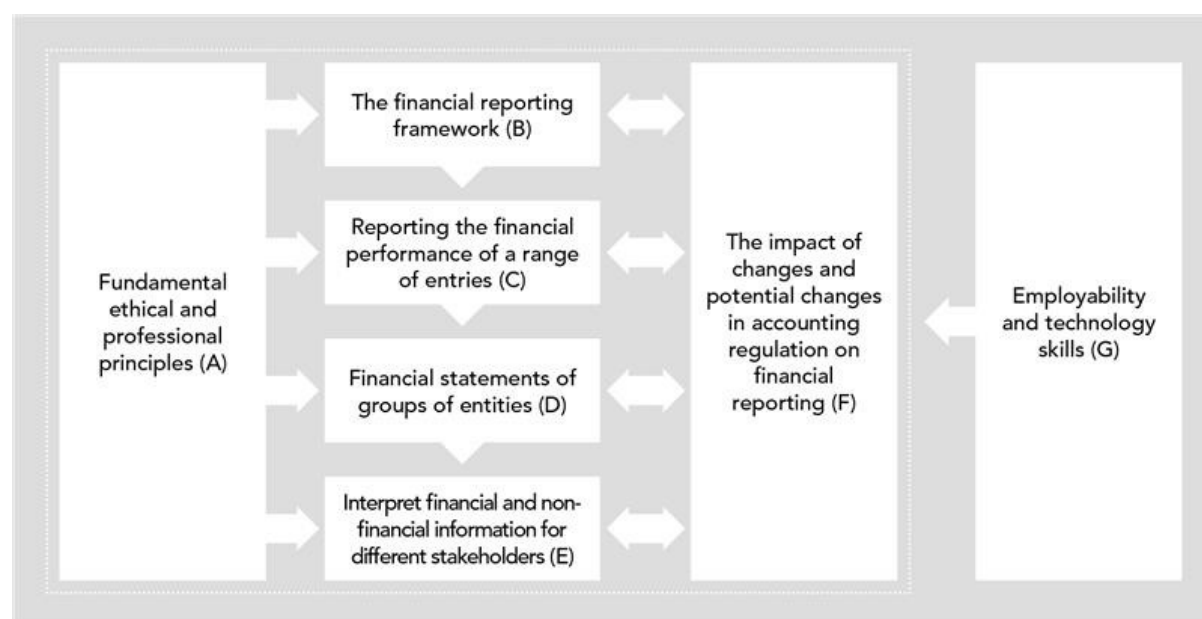 Fundamental
ethical and
professional
principles (A)
The financial reporting
framework (B)
Reporting the financial
performance of a range
of entries (C)
Financial statements of
groups of entities (D)
Interpret financial and non-
financial information for
different stakeholders (E)
The impact of
changes and
potential changes
in accounting
regulation on
financial
reporting (F)
Employability
and technology
skills (G)